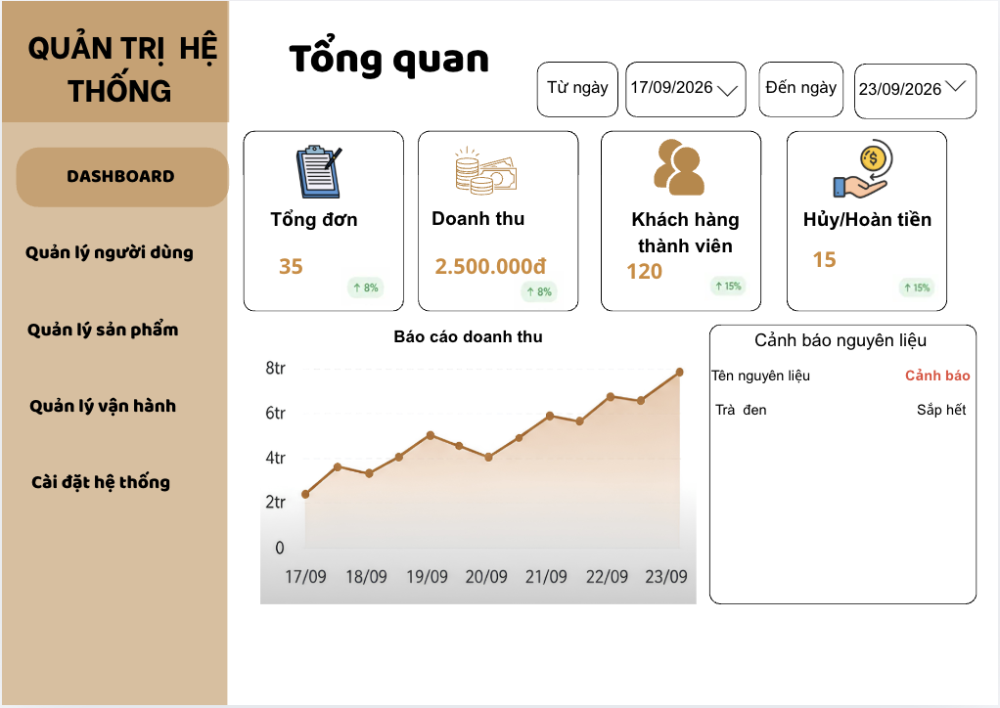 QUẢN TRỊ HỆ
THỐNG
DASHBOARD
Quản lý người dùng
Quản lý sản phẩm
Quản lý vận hành
Cài đặt hệ thống
Tổng quan
Từ ngày
17/09/2026
Đến ngày
23/09/2026
Tổng đơn
35
↑ 8%
Doanh thu
2.500.000đ
↑ 8%
Khách hàng
thành viên
120
↑ 15%
Hủy/Hoàn tiền
15
↑ 15%
Báo cáo doanh thu
8tr
6tr
4tr
2tr
0
17/09 18/09 19/09 20/09 21/09 22/09 23/09
Cảnh báo nguyên liệu
Tên nguyên liệu Cảnh báo
Trà đen Sắp hết